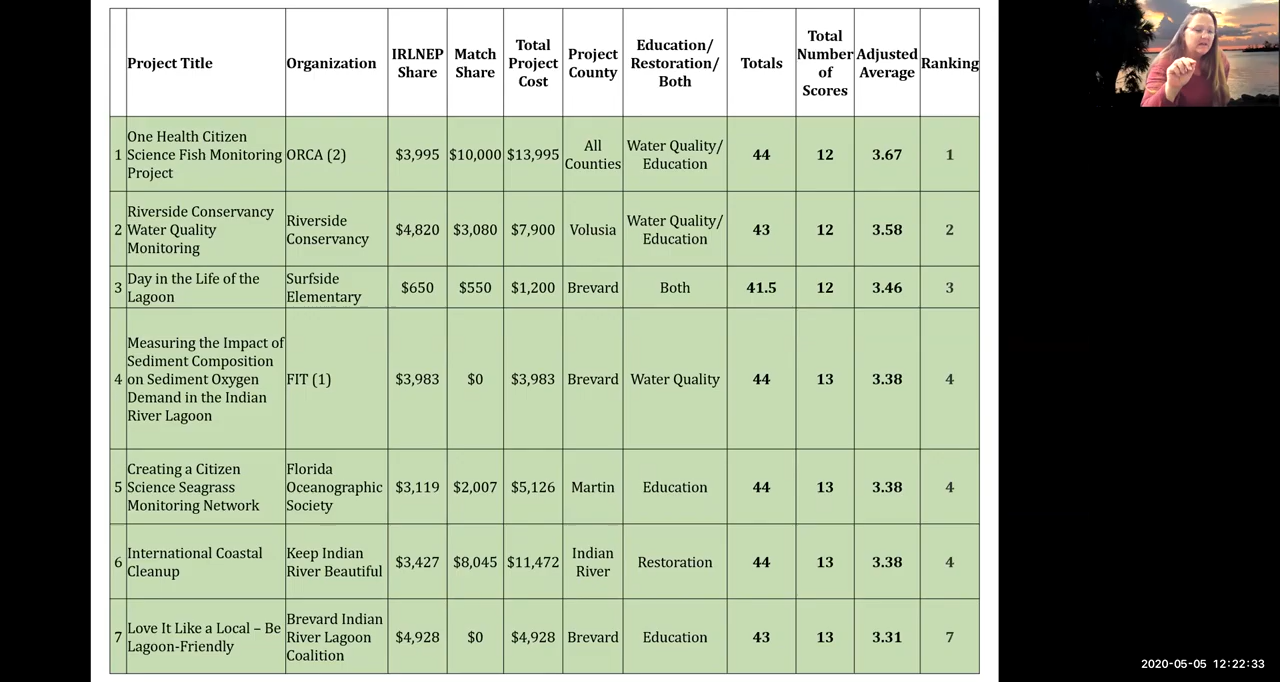 Project Title Organization IRLNEP Share Match Share Total Project Cost Project County Education/ Restoration/ Both Totals Total Number of Scores Adjusted Average Ranking
1 One Health Citizen Science Fish Monitoring Project ORCA (2) $3,995 $10,000 $13,995 All Counties Water Quality/ Education 44 12 3.67 1
2 Riverside Conservancy Water Quality Monitoring Riverside Conservancy $4,820 $3,080 $7,900 Volusia Water Quality/ Education 43 12 3.58 2
3 Day in the Life of the Lagoon Surfside Elementary $650 $550 $1,200 Brevard Both 41.5 12 3.46 3
4 Measuring the Impact of Sediment Composition on Sediment Oxygen Demand in the Indian River Lagoon FIT (1) $3,983 $0 $3,983 Brevard Water Quality 44 13 3.38 4
5 Creating a Citizen Science Seagrass Monitoring Network Florida Oceanographic Society $3,119 $2,007 $5,126 Martin Education 44 13 3.38 4
6 International Coastal Cleanup Keep Indian River Beautiful $3,427 $8,045 $11,472 Indian River Restoration 44 13 3.38 4
7 Love It Like a Local – Be Lagoon-Friendly Brevard Indian River Lagoon Coalition $4,928 $0 $4,928 Brevard Education 43 13 3.31 7
2020-05-05 12:22:33